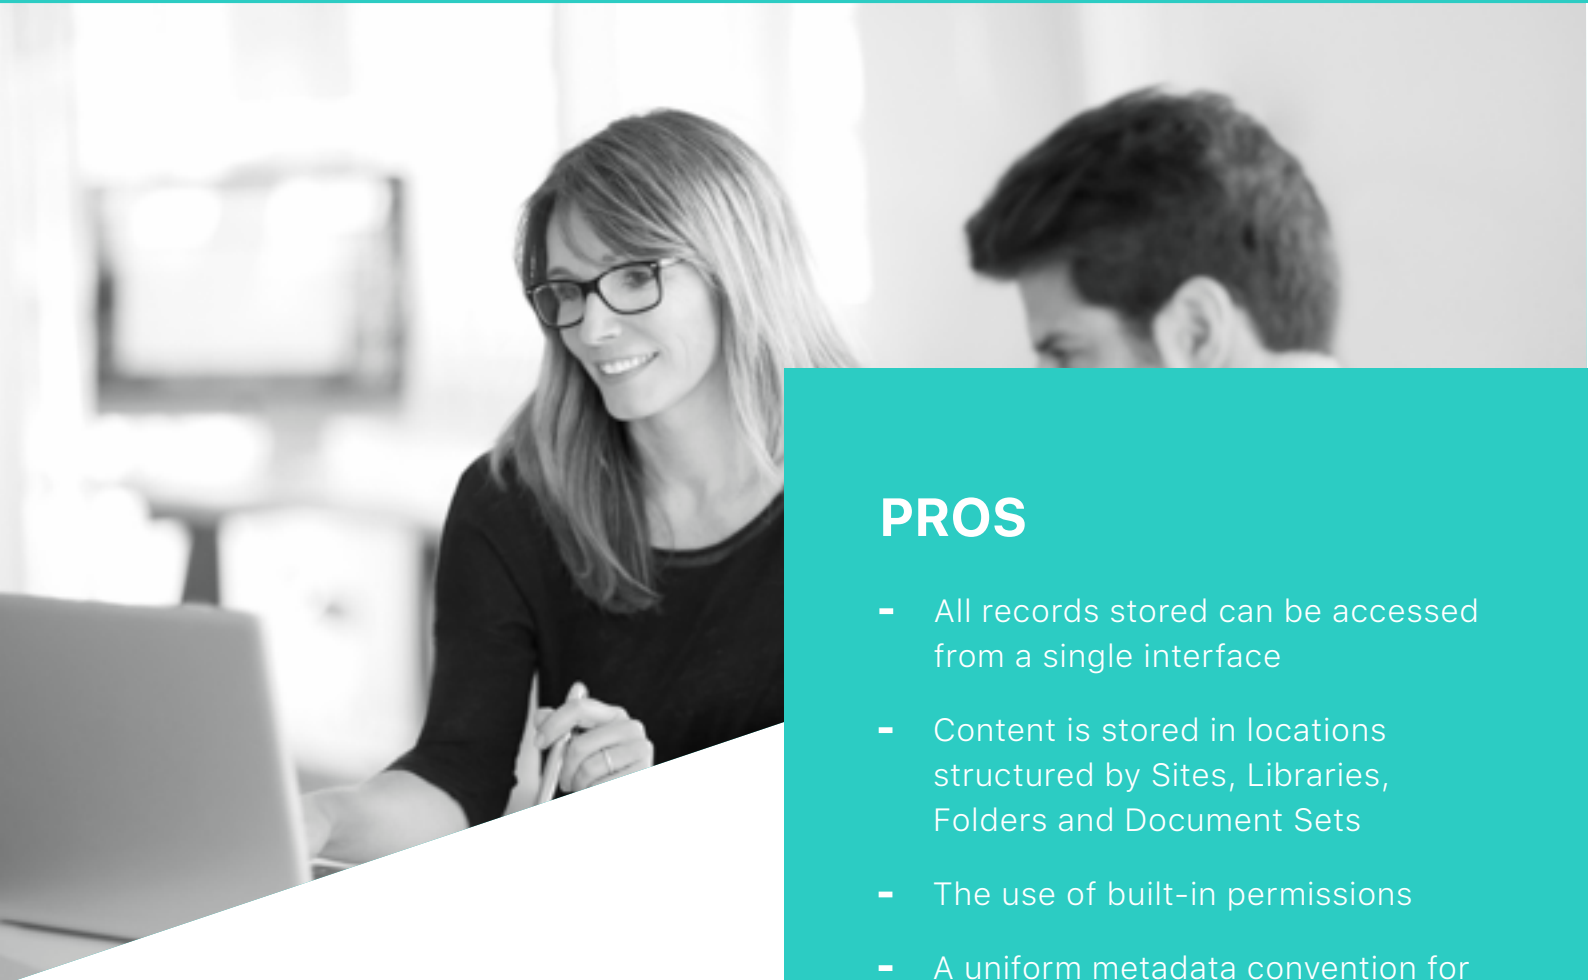 PROS
- All records stored can be accessed
from a single interface
- Content is stored in locations
structured by Sites, Libraries,
Folders and Document Sets
- The use of built-in permissions
- A uniform metadata convention for